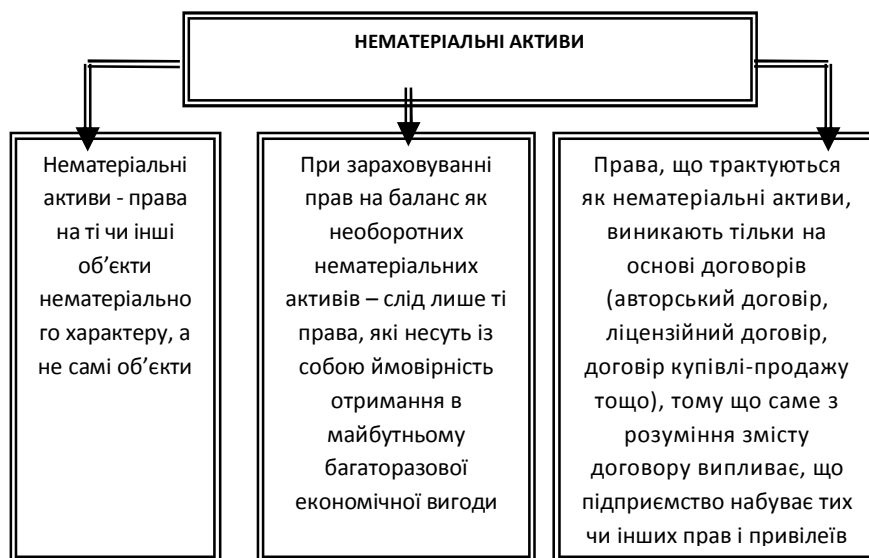 НЕМАТЕРІАЛЬНІ АКТИВИ
Нематеріальні
активи - права
на ті чи інші
об’єкти
нематеріально
го характеру, а
не самі об’єкти
При зараховуванні
прав на баланс як
необоротних
нематеріальних
активів – слід лише ті
права, які несуть із
собою ймовірність
отримання в
майбутньому
багаторазової
економічної вигоди
Права, що трактуються
як нематеріальні активи,
виникають тільки на
основі договорів
(авторський договір,
ліцензійний договір,
договір купівлі-продажу
тощо), тому що саме з
розуміння змісту
договору випливає, що
підприємство набуває тих
чи інших прав і привілеїв